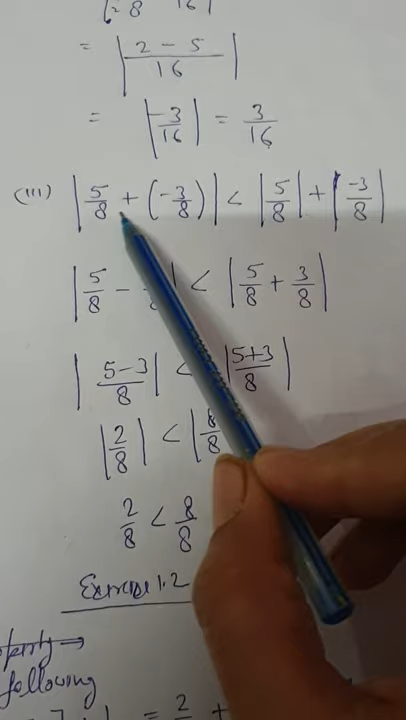 = |2 - 5 / 16|
= |-3/16| = 3/16
(iii) |5/8 + (-3/8)| < |5/8| + |-3/8|
|5/8 - | < |5/8 + 3/8|
|5-3/8| < |5+3/8|
|2/8| < |8/8
2/8 < 8/8
Exercise 1.2
following
= 2 +